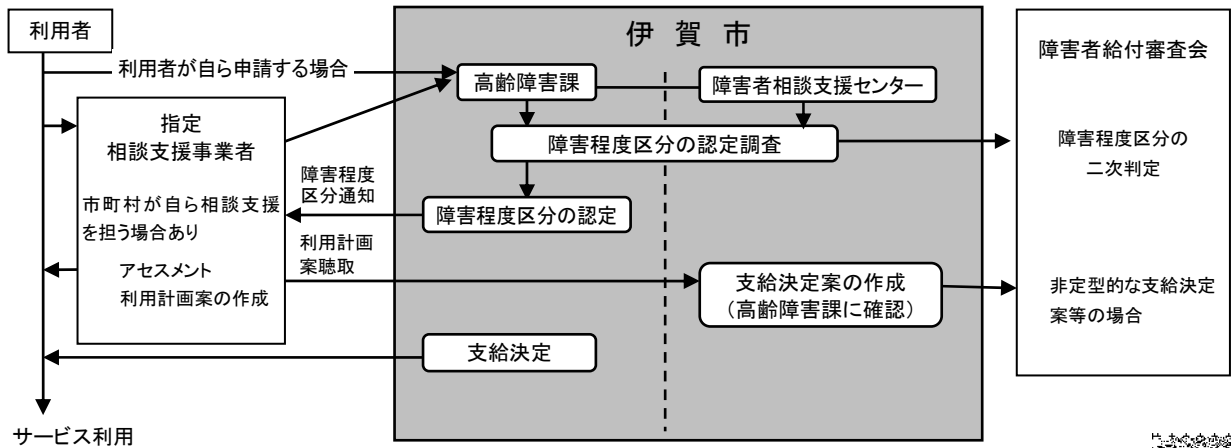 利用者
伊賀市
障害者給付審査会
利用者が自ら申請する場合
高齢障害課
障害者相談支援センター
指定
相談支援事業者
障害程度区分の認定調査
障害程度区分の
二次判定
障害程度
区分通知
市町村が自ら相談支援
を担う場合あり
障害程度区分の認定
利用計画
案聴取
アセスメント
利用計画案の作成
支給決定案の作成
（高齢障害課に確認）
非定型的な支給決定
案等の場合
支給決定
サービス利用